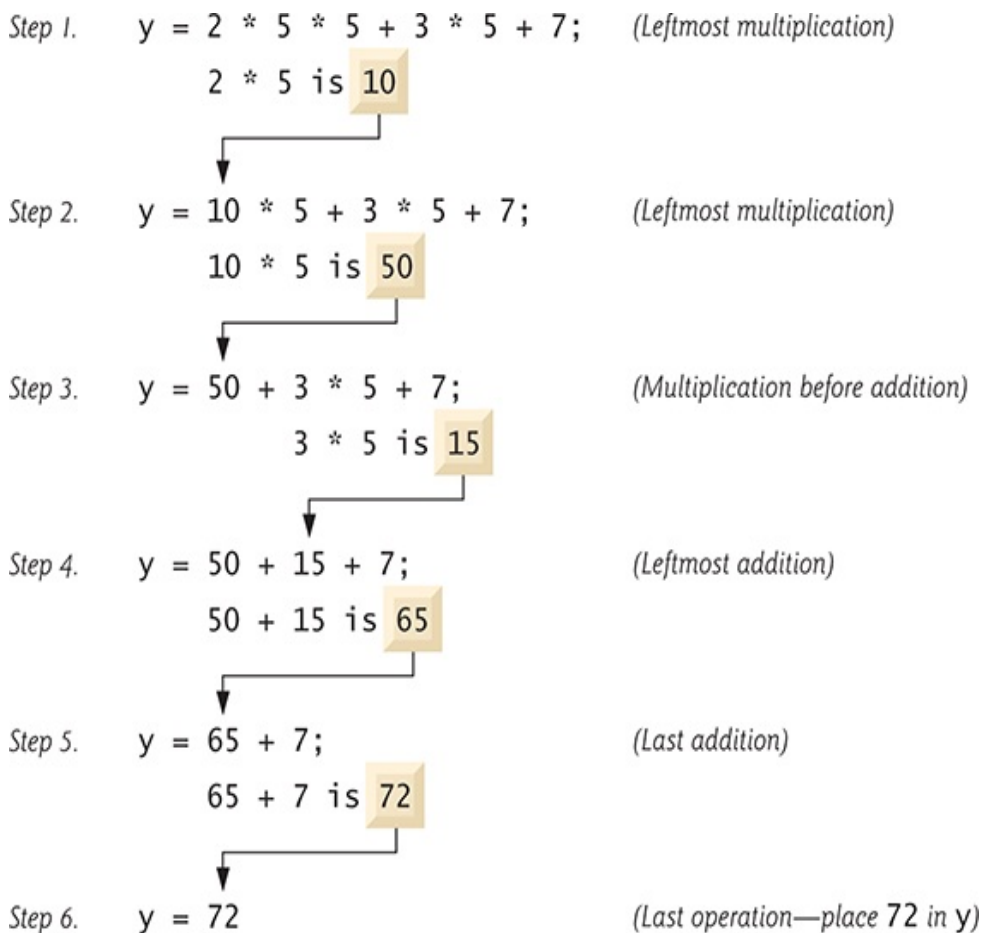 Step 1. y = 2 * 5 * 5 + 3 * 5 + 7; (Leftmost multiplication)
2 * 5 is 10
Step 2. y = 10 * 5 + 3 * 5 + 7; (Leftmost multiplication)
10 * 5 is 50
Step 3. y = 50 + 3 * 5 + 7; (Multiplication before addition)
3 * 5 is 15
Step 4. y = 50 + 15 + 7; (Leftmost addition)
50 + 15 is 65
Step 5. y = 65 + 7; (Last addition)
65 + 7 is 72
Step 6. y = 72 (Last operation—place 72 in y)